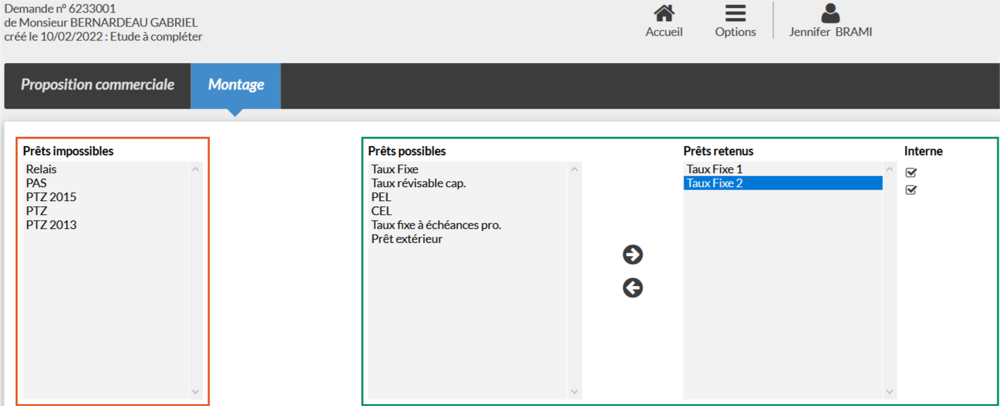 Demande nº 6233001
de Monsieur BERNARDEAU GABRIEL
créé le 10/02/2022 : Etude à compléter
Accueil
Options
Jennifer BRAMI
Proposition commerciale
Montage
Prêts impossibles
Relais
PAS
PTZ 2015
PTZ
PTZ 2013
Prêts possibles
Taux Fixe
Taux révisable cap.
PEL
CEL
Taux fixe à échéances pro.
Prêt extérieur
Prêts retenus
Taux Fixe 1
Taux Fixe 2
Interne